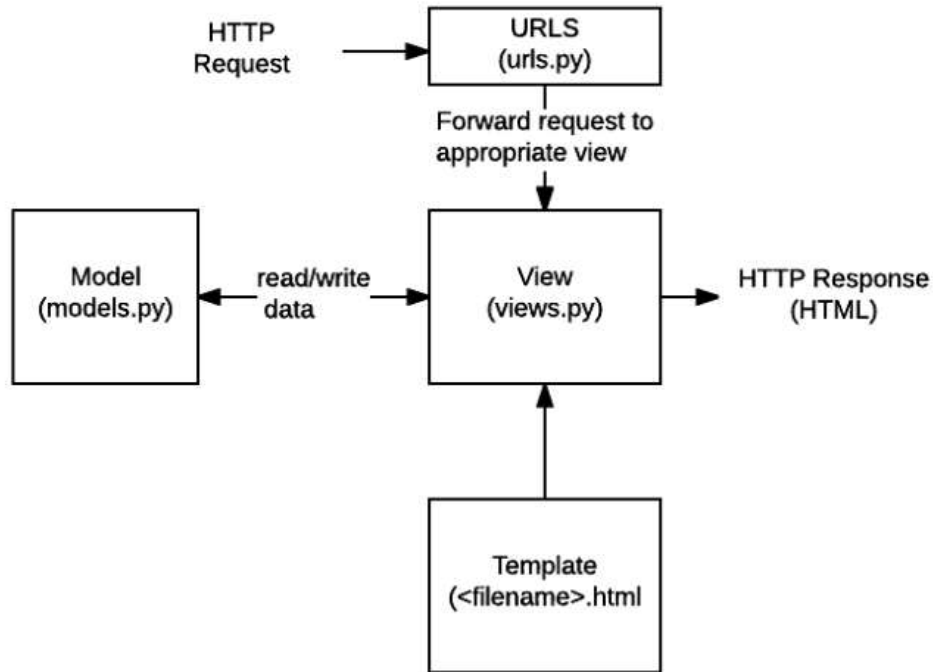 HTTP
Request
URLS
(urls.py)
Forward request to
appropriate view
Model
(models.py)
read/write
data
View
(views.py)
HTTP Response
(HTML)
Template
(<filename>.html